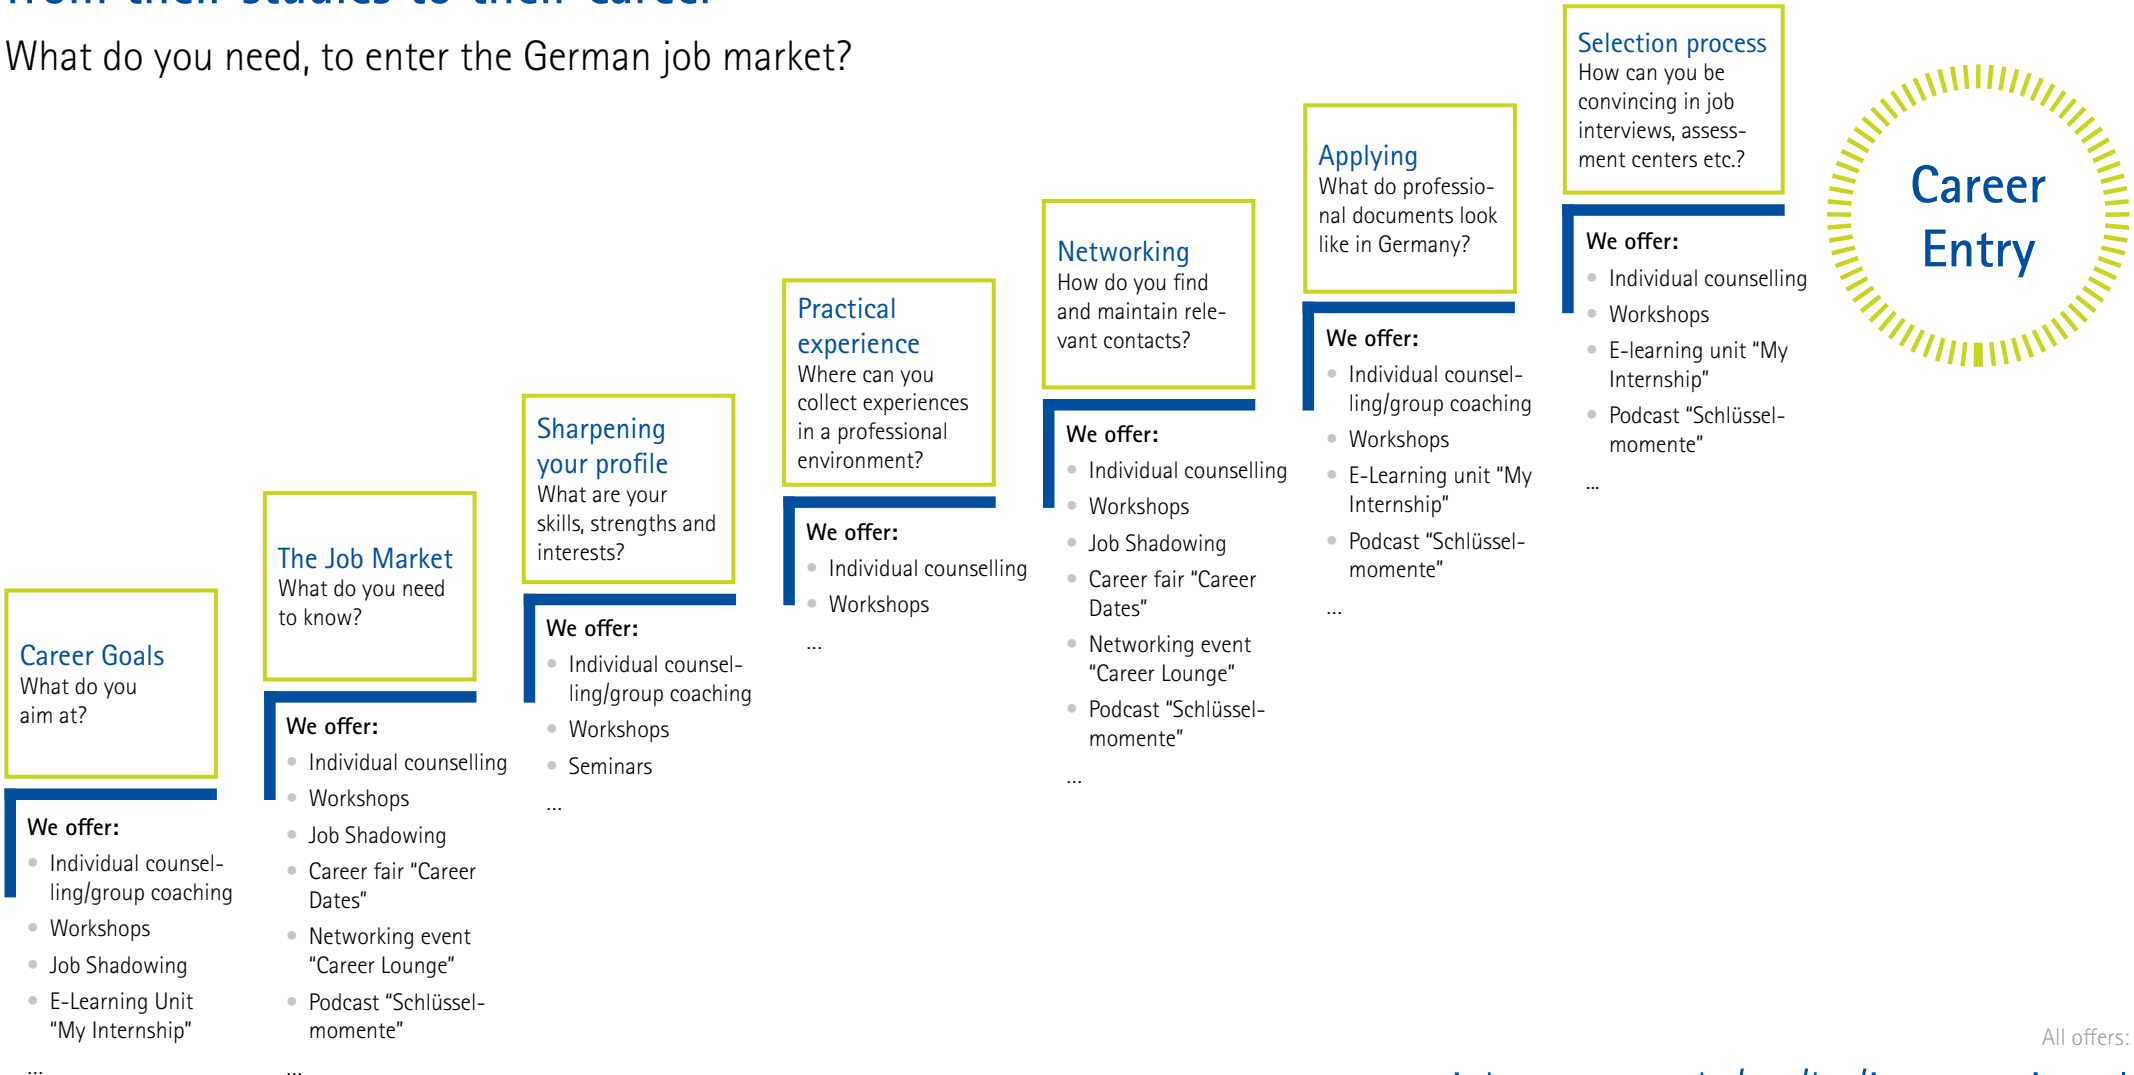 from their studies to their career
What do you need, to enter the German job market?
Career Goals
What do you
aim at?
We offer:
Individual counsel-
ling/group coaching
Workshops
Job Shadowing
E-Learning Unit
"My Internship"
...
The Job Market
What do you need
to know?
We offer:
Individual counselling
Workshops
Job Shadowing
Career fair "Career
Dates"
Networking event
"Career Lounge"
Podcast "Schlüssel-
momente"
...
Sharpening
your profile
What are your
skills, strengths and
interests?
We offer:
Individual counsel-
ling/group coaching
Workshops
Seminars
...
Practical
experience
Where can you
collect experiences
in a professional
environment?
We offer:
Individual counselling
Workshops
...
Networking
How do you find
and maintain rele-
vant contacts?
We offer:
Individual counselling
Workshops
Job Shadowing
Career fair "Career
Dates"
Networking event
"Career Lounge"
Podcast "Schlüssel-
momente"
...
Applying
What do professio-
nal documents look
like in Germany?
We offer:
Individual counsel-
ling/group coaching
Workshops
E-Learning unit "My
Internship"
Podcast "Schlüssel-
momente"
...
Selection process
How can you be
convincing in job
interviews, assess-
ment centers etc.?
We offer:
Individual counselling
Workshops
E-learning unit "My
Internship"
Podcast "Schlüssel-
momente"
...
Career
Entry
All offers: